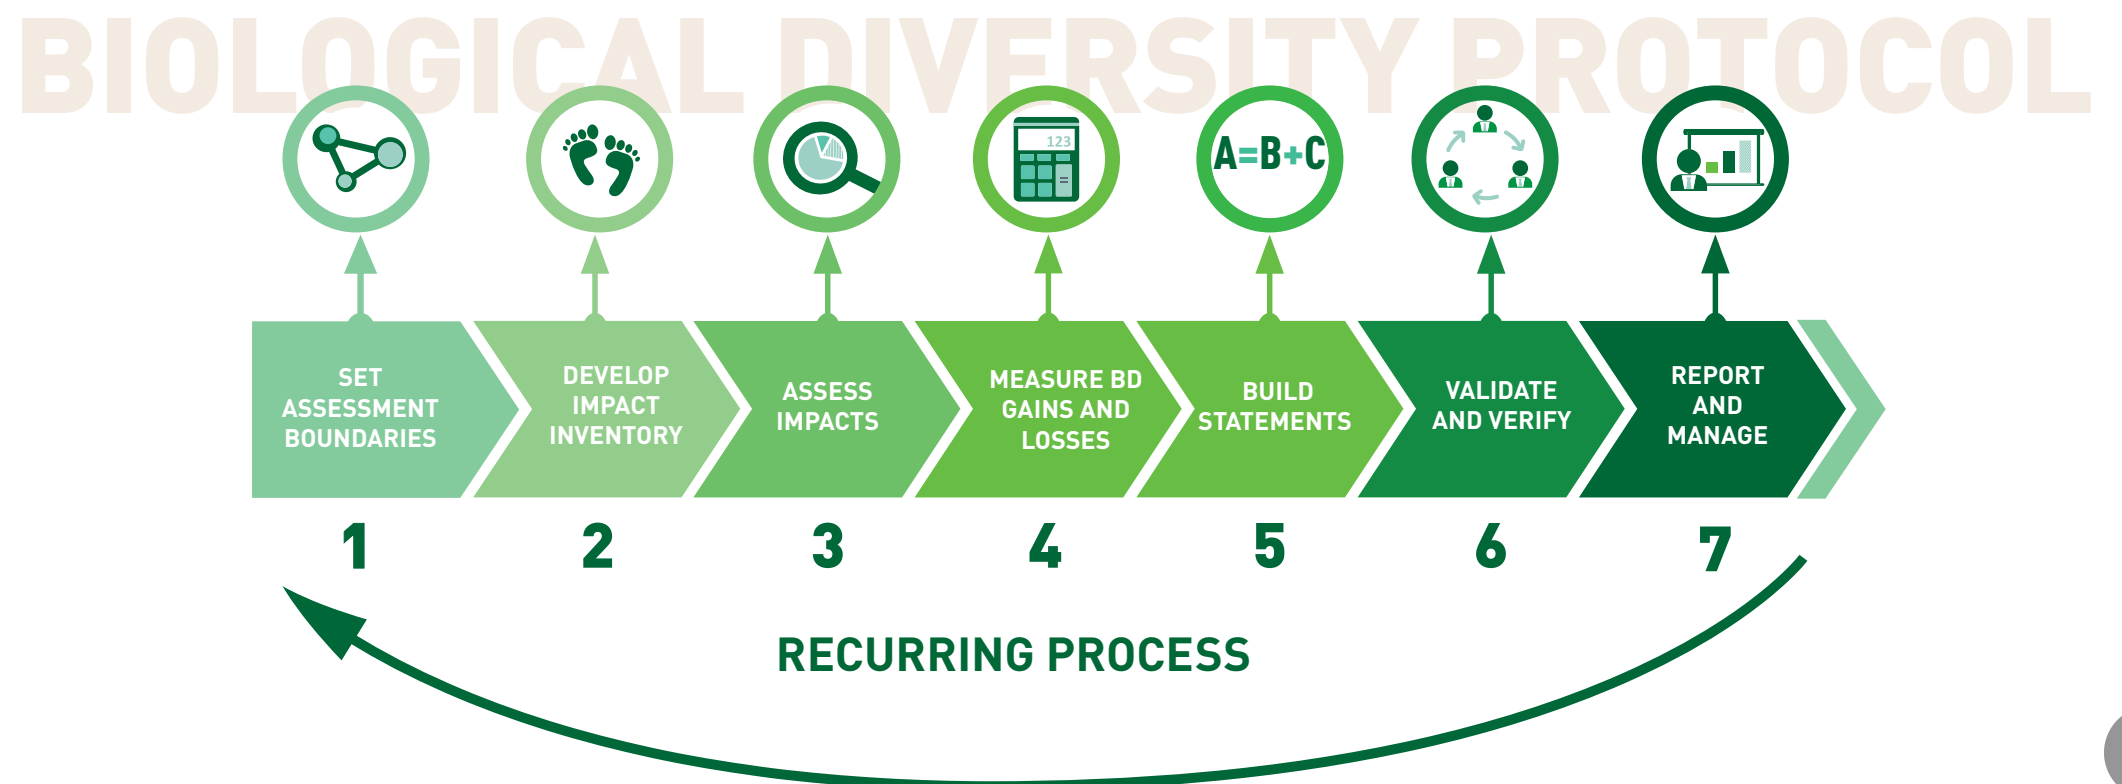 BIOLOGICAL DIVERSITY PROTOCOL
123
A=B+C
SET
ASSESSMENT
BOUNDARIES
DEVELOP
IMPACT
INVENTORY
ASSESS
IMPACTS
MEASURE BD
GAINS AND
LOSSES
BUILD
STATEMENTS
VALIDATE
AND VERIFY
REPORT
AND
MANAGE
1
2
3
4
5
6
7
RECURRING PROCESS